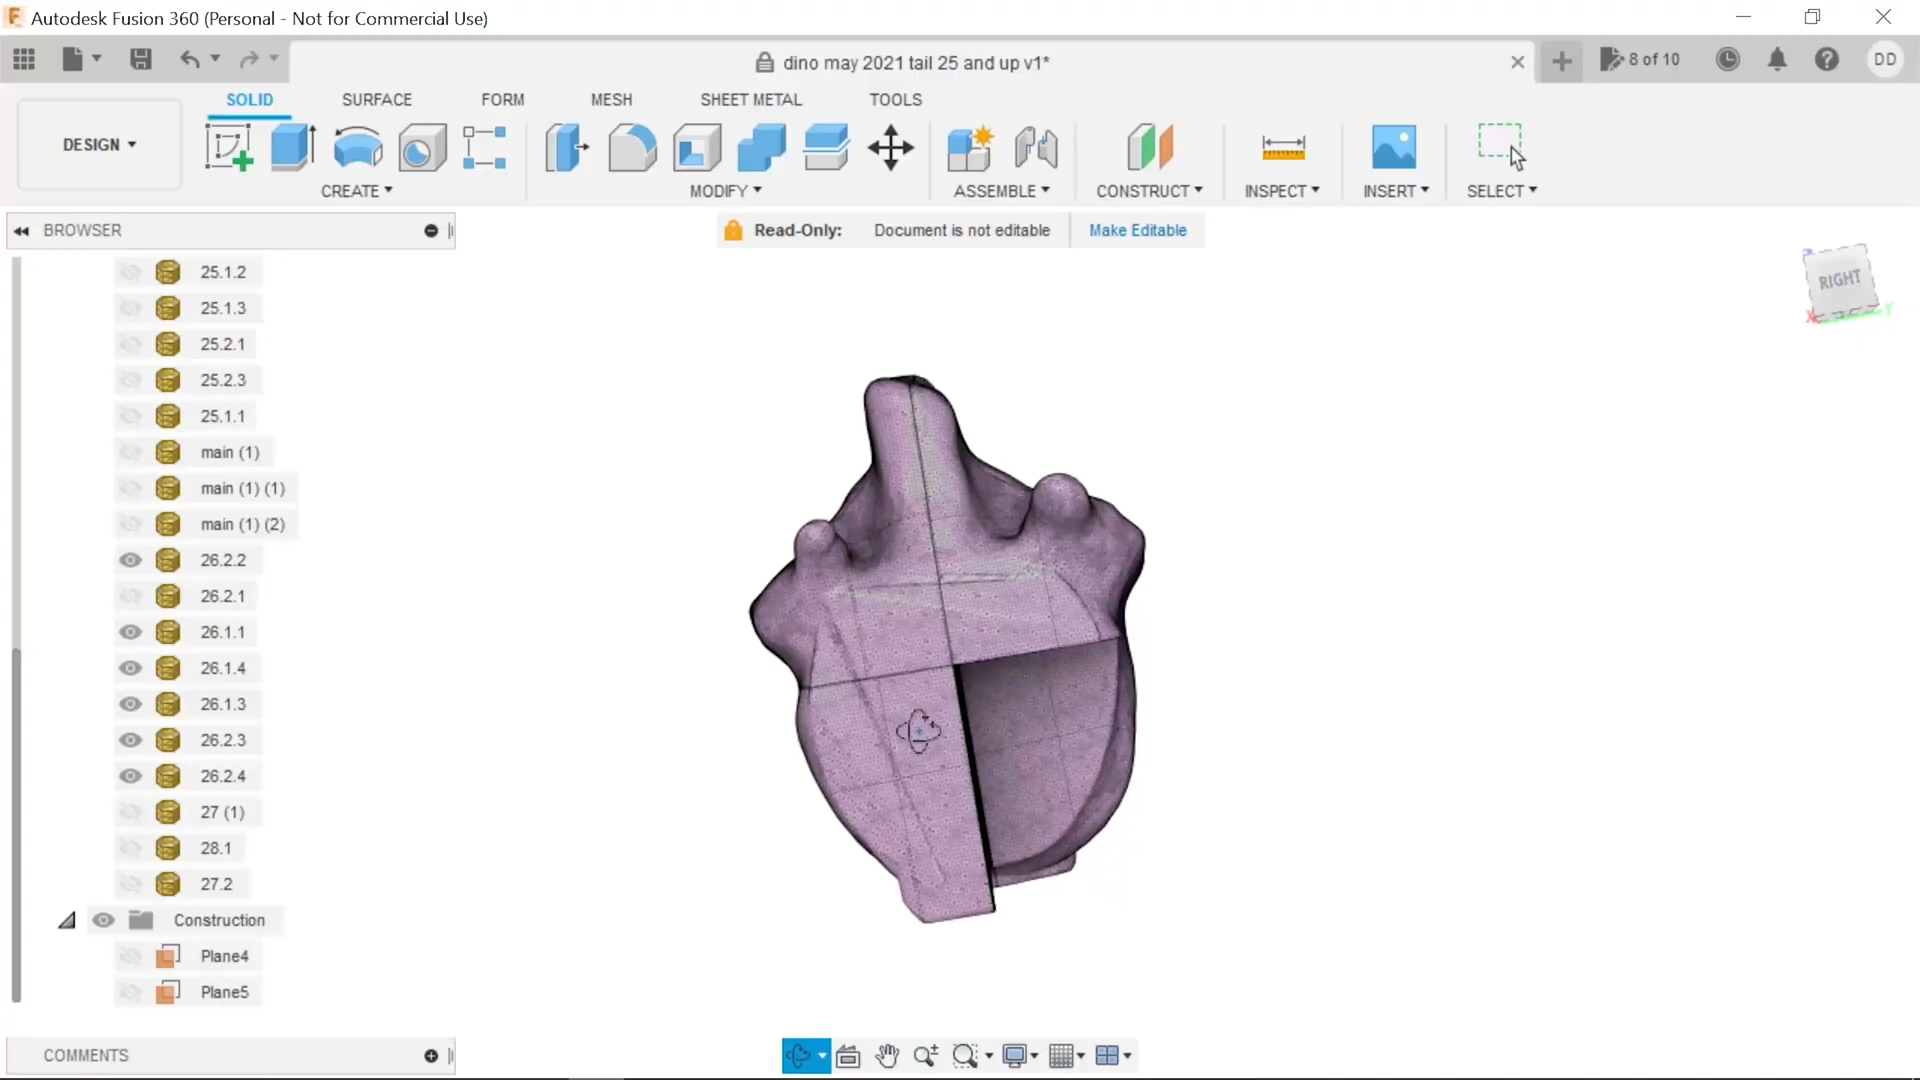 Autodesk Fusion 360 (Personal - Not for Commercial Use)
dino may 2021 tail 25 and up v1*
8 of 10
DD
SOLID
SURFACE
FORM
MESH
SHEET METAL
TOOLS
DESIGN
CREATE
MODIFY
ASSEMBLE
CONSTRUCT
INSPECT
INSERT
SELECT
BROWSER
Read-Only: Document is not editable Make Editable
RIGHT
25.1.2
25.1.3
25.2.1
25.2.3
25.1.1
main (1)
main (1) (1)
main (1) (2)
26.2.2
26.2.1
26.1.1
26.1.4
26.1.3
26.2.3
26.2.4
27 (1)
28.1
27.2
Construction
Plane4
Plane5
COMMENTS